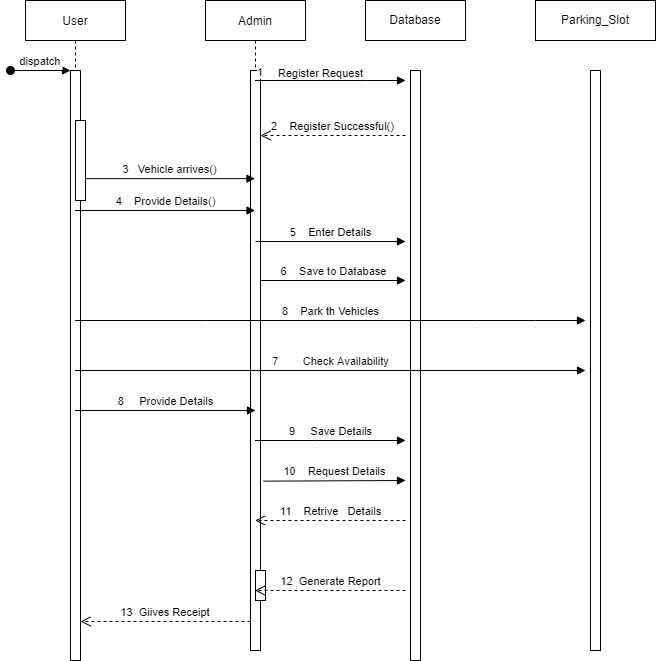 User
Admin
Database
Parking_Slot
dispatch
1 Register Request
2 Register Successful()
3 Vehicle arrives()
4 Provide Details()
5 Enter Details
6 Save to Database
8 Park th Vehicles
7 Check Availability
8 Provide Details
9 Save Details
10 Request Details
11 Retrive Details
12 Generate Report
13 Giives Receipt